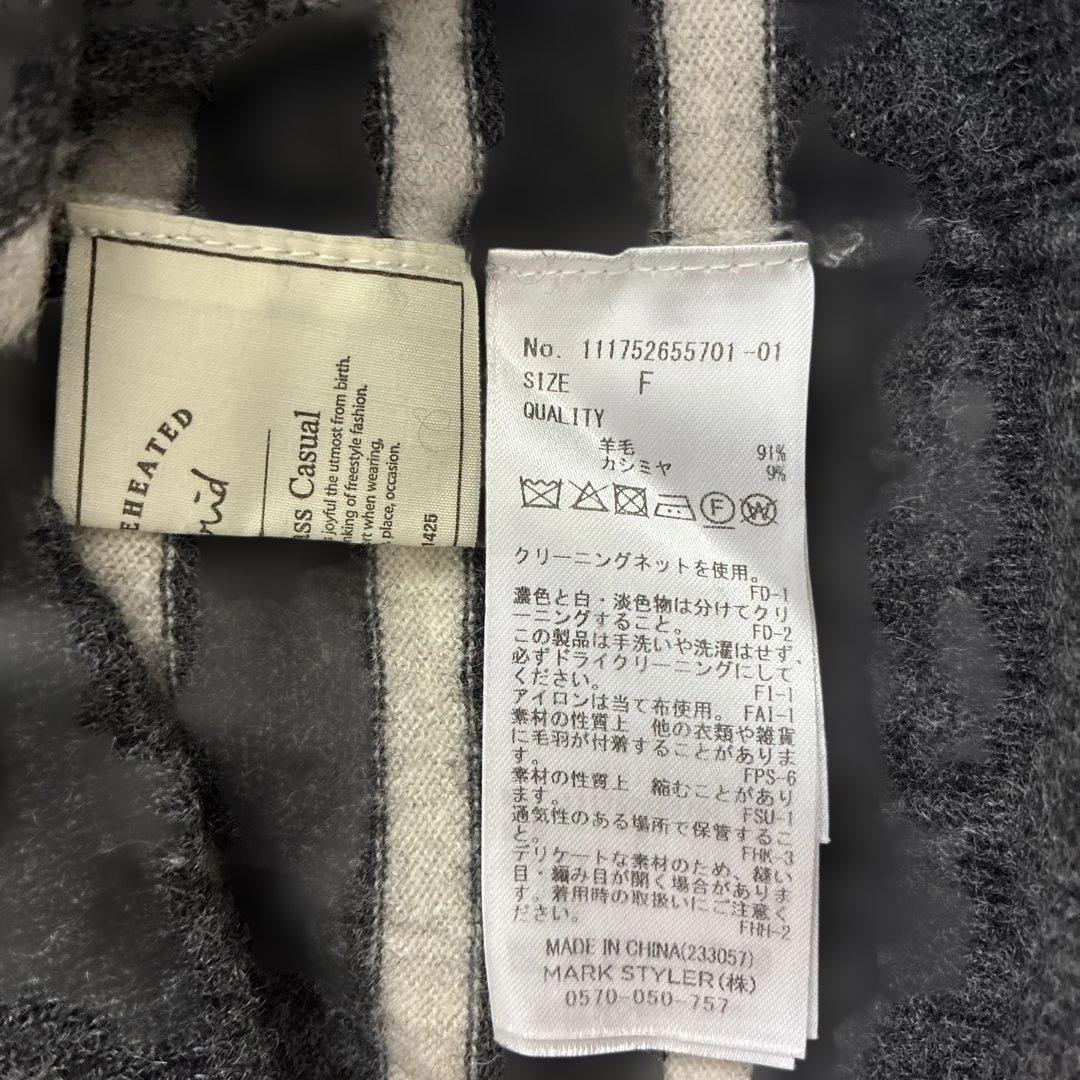 EHEATED
ass Casual
joyful the utmost from birth.
nking of freestyle fashion.
rt when wearing,
place, occasion.
1425
No. 111752655701-01
SIZE F
QUALITY
羊毛 91%
カシミヤ 9%
F W
クリーニングネットを使用。
FD-1
濃色と白・淡色物は分けてクリ
ーニングすること。 FD-2
この製品は手洗いや洗濯はせず、
必ずドライクリーニングにして
ください。 FI-1
アイロンは当て布使用。 FAI-1
素材の性質上 他の衣類や雑貨
に毛羽が付着することがありま
す。 FPS-6
素材の性質上 縮むことがあり
ます。 FSU-1
通気性のある場所で保管するこ
と。 FHK-3
デリケートな素材のため、縫い
目・編み目が開く場合がありま
す。着用時の取扱いにご注意く
ださい。 FHH-2
MADE IN CHINA(233057)
MARK STYLER(株)
0570-050-757